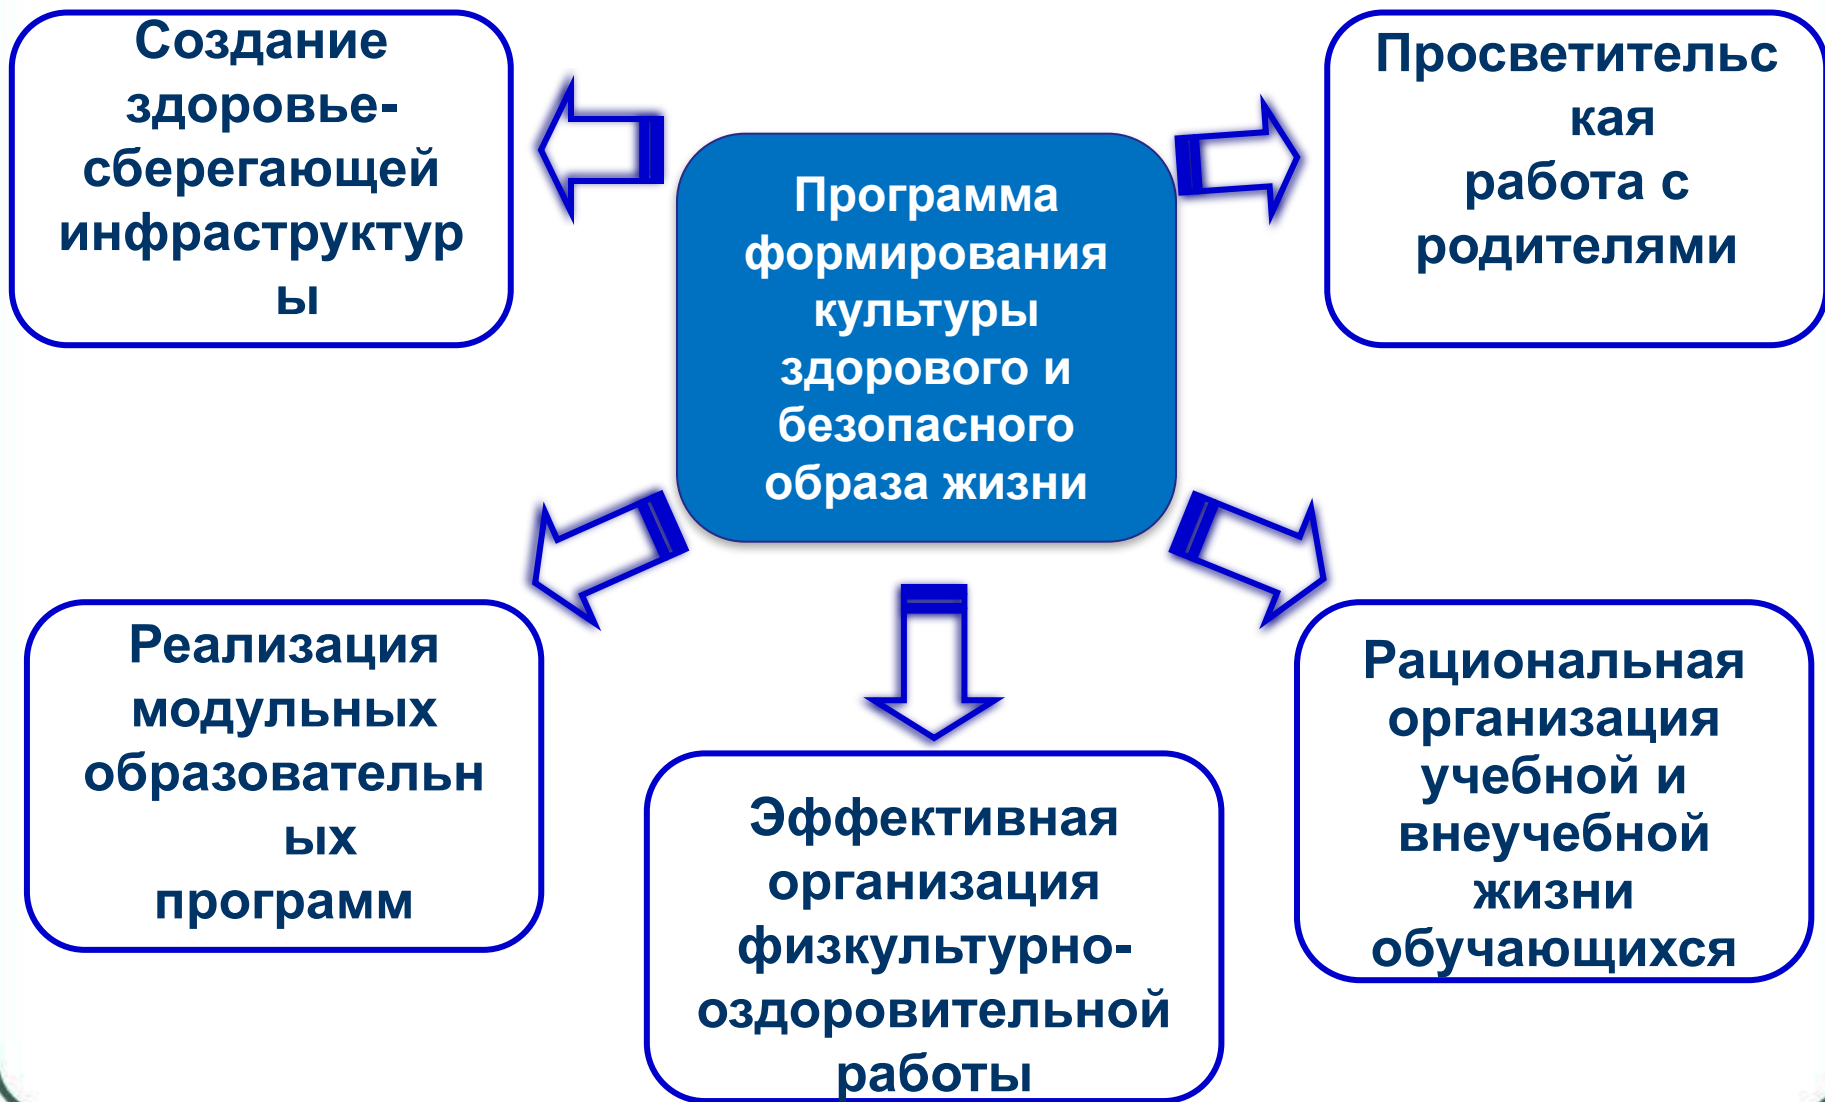 Создание
здоровье-
сберегающей
инфраструктур
ы
Просветительс
кая
работа с
родителями
Программа
формирования
культуры
здорового и
безопасного
образа жизни
Реализация
модульных
образовательн
ых
программ
Эффективная
организация
физкультурно-
оздоровительной
работы
Рациональная
организация
учебной и
внеучебной
жизни
обучающихся